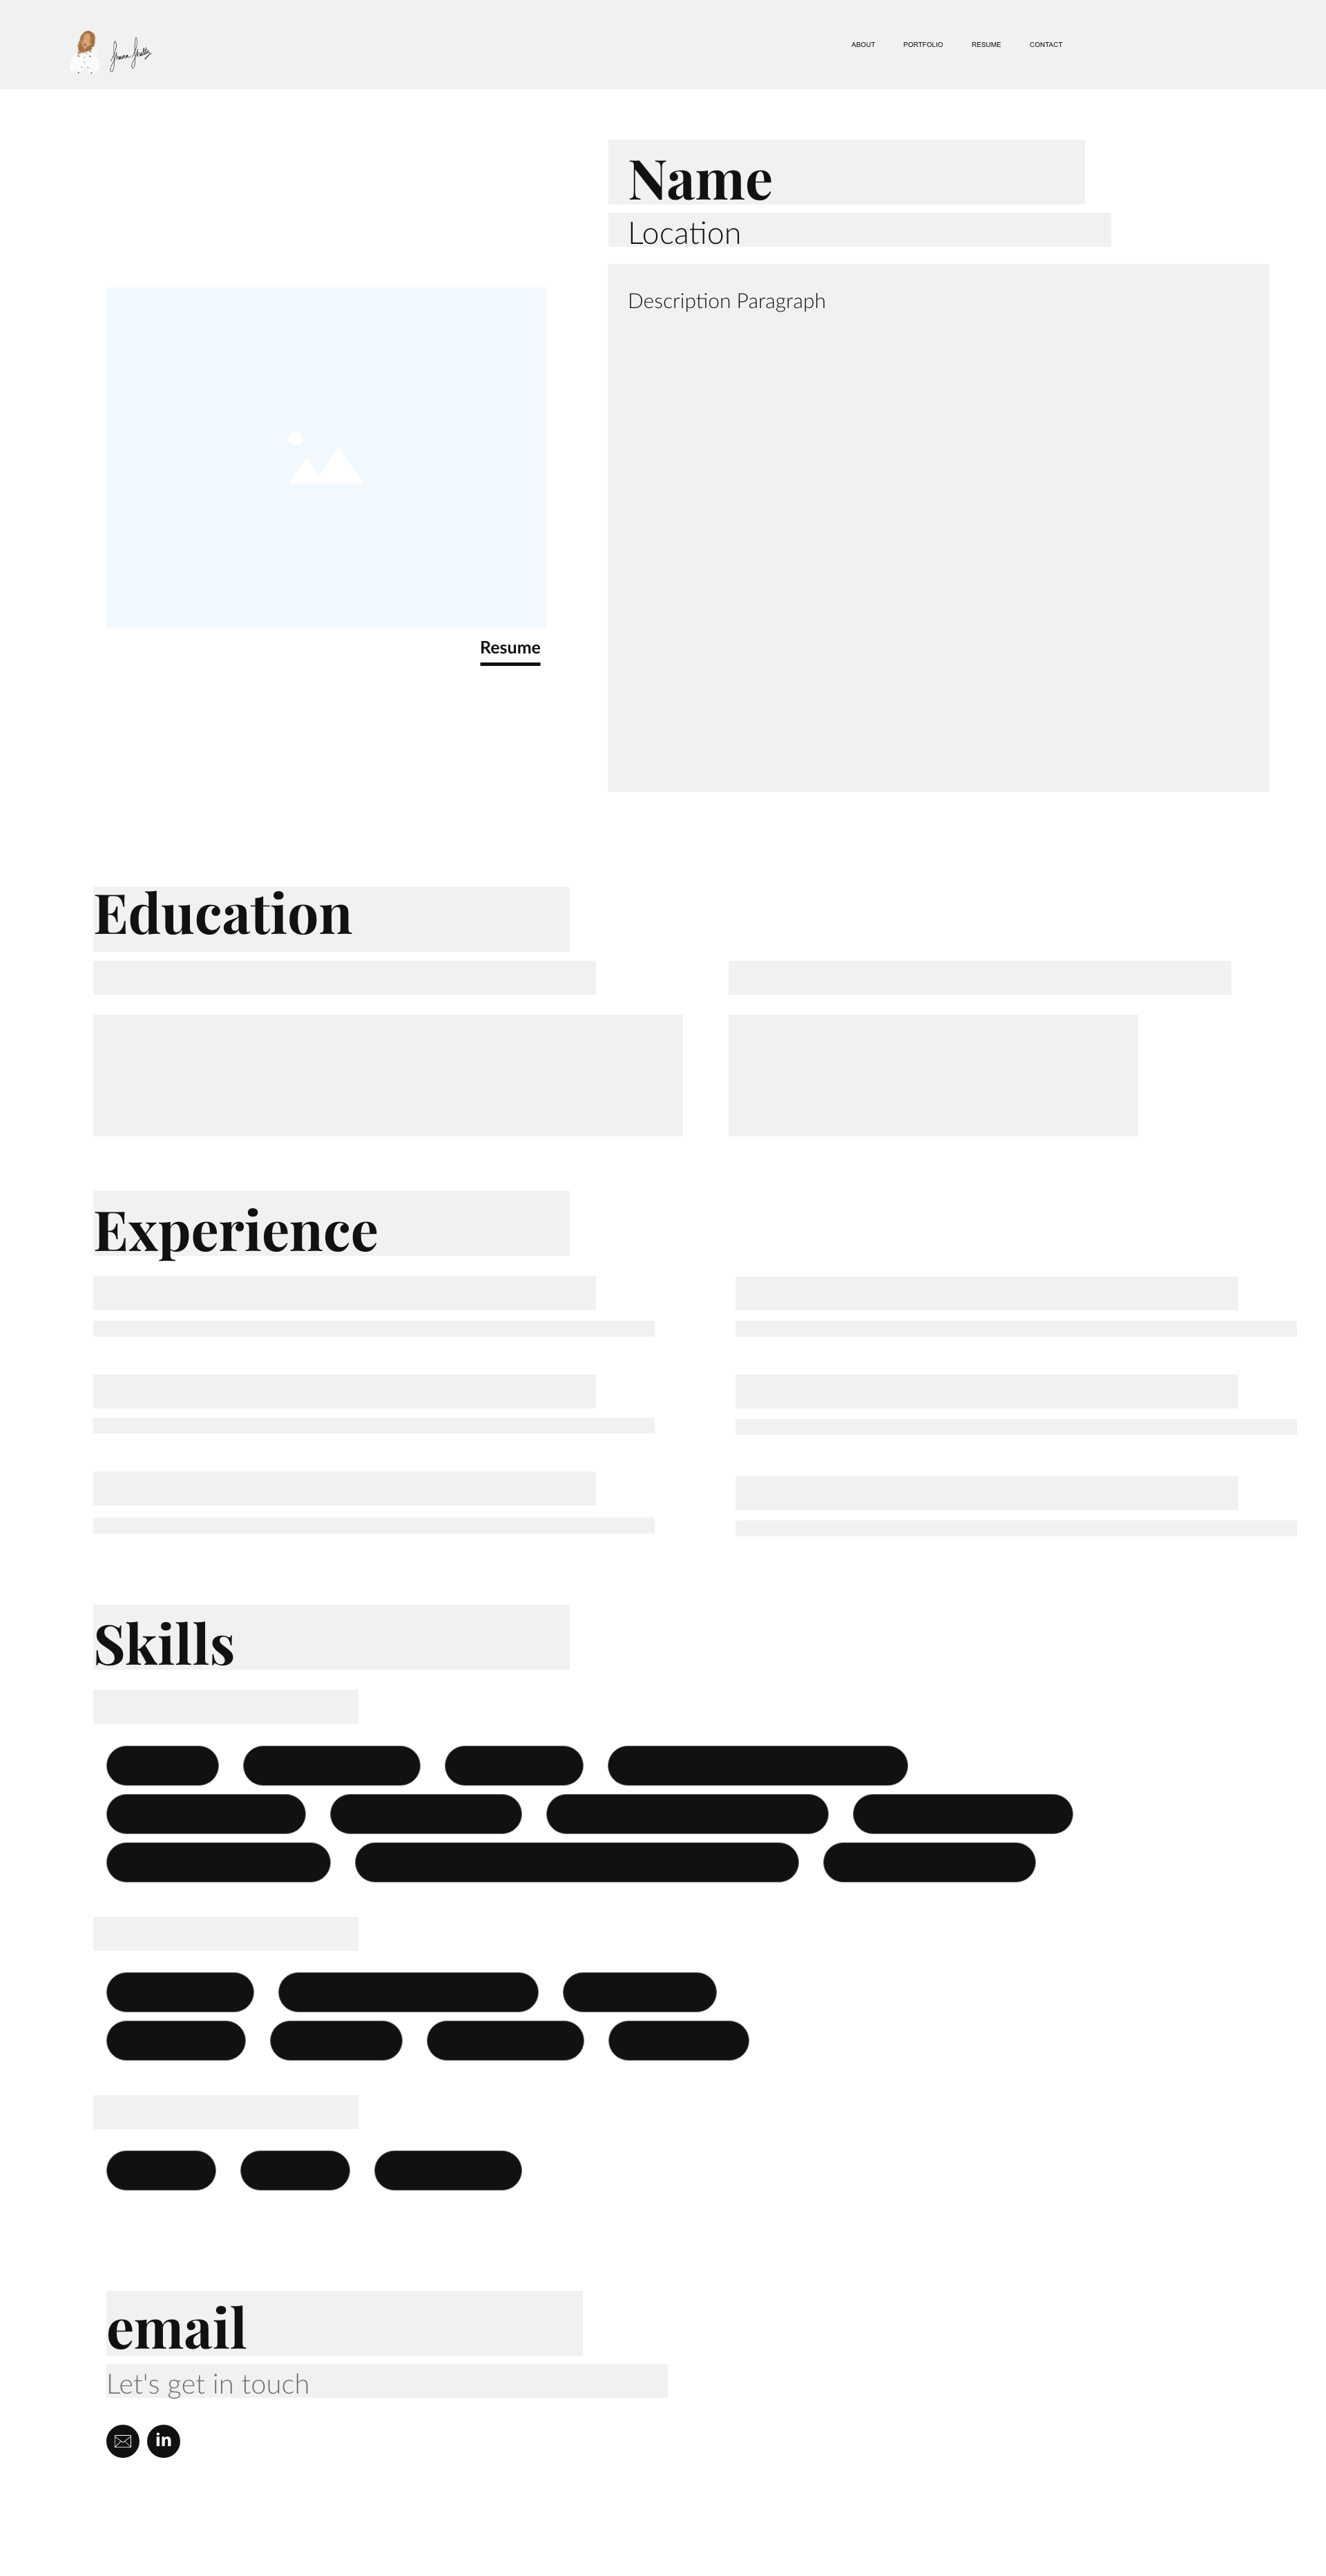 ABOUT PORTFOLIO RESUME CONTACT
Name
Location
Description Paragraph
Resume
Education
Experience
Skills
email
Let's get in touch
in